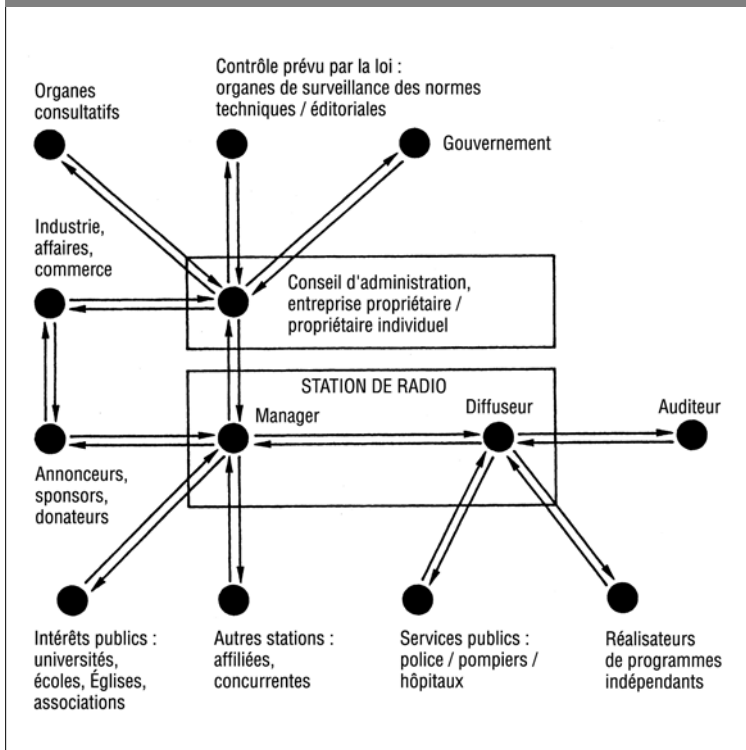 Contrôle prévu par la loi :
organes de surveillance des normes
techniques / éditoriales
Organes
consultatifs
Gouvernement
Industrie,
affaires,
commerce
Conseil d'administration,
entreprise propriétaire /
propriétaire individuel
STATION DE RADIO
Manager
Diffuseur
Auditeur
Annonceurs,
sponsors,
donateurs
Intérêts publics :
universités,
écoles, Églises,
associations
Autres stations :
affiliées,
concurrentes
Services publics :
police / pompiers /
hôpitaux
Réalisateurs
de programmes
indépendants